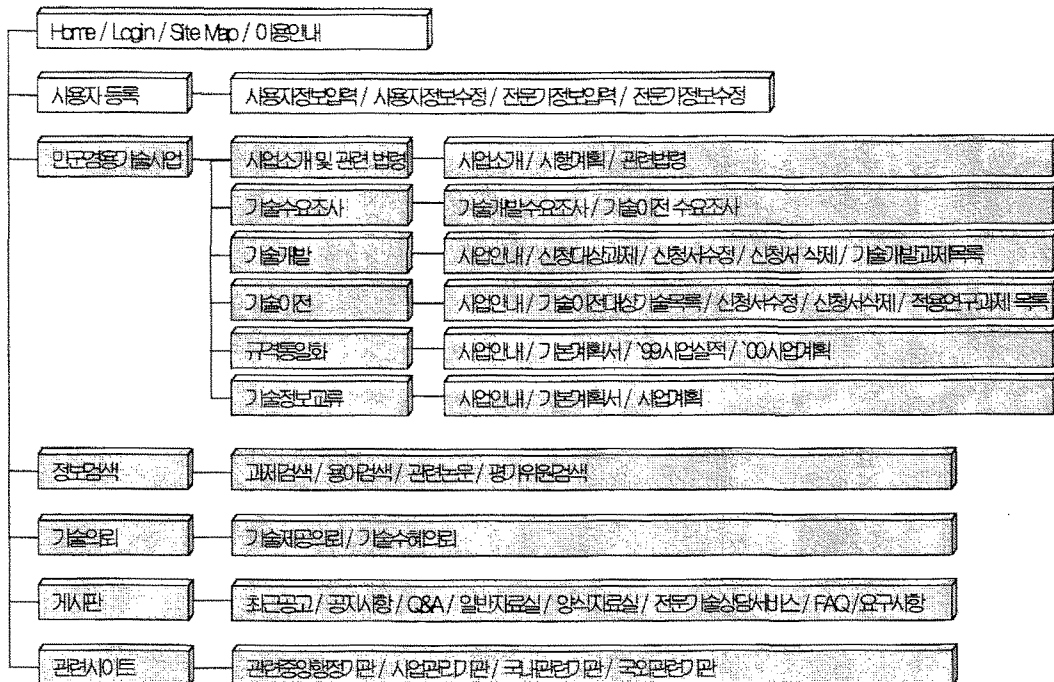 Home / Login / Site Map / 이용안내
사용자 등록
사용자정보입력 / 사용자정보수정 / 전문가정보입력 / 전문가정보수정
민군겸용기술사업
사업소개 및 관련 법령
사업소개 / 시행계획 / 관련법령
기술수요조사
기술개발수요조사 / 기술이전 수요조사
기술개발
사업안내 / 신청대상과제 / 신청서수정 / 신청서 삭제 / 기술개발과제목록
기술이전
사업안내 / 기술이전대상기술목록 / 신청서수정 / 신청서삭제 / 적용연구과제 목록
규격통일화
사업안내 / 기본계획서 / `99사업실적 / `00사업계획
기술정보교류
사업안내 / 기본계획서 / 사업계획
정보검색
과제검색 / 용어검색 / 관련논문 / 평가위원검색
기술의뢰
기술제공의뢰 / 기술수혜의뢰
게시판
최근공고 / 공지사항 / Q&A / 일반자료실 / 양식자료실 / 전문기술상담서비스 / FAQ / 요구사항
관련사이트
관련중앙행정기관 / 사업관리기관 / 국내관련기관 / 국외관련기관